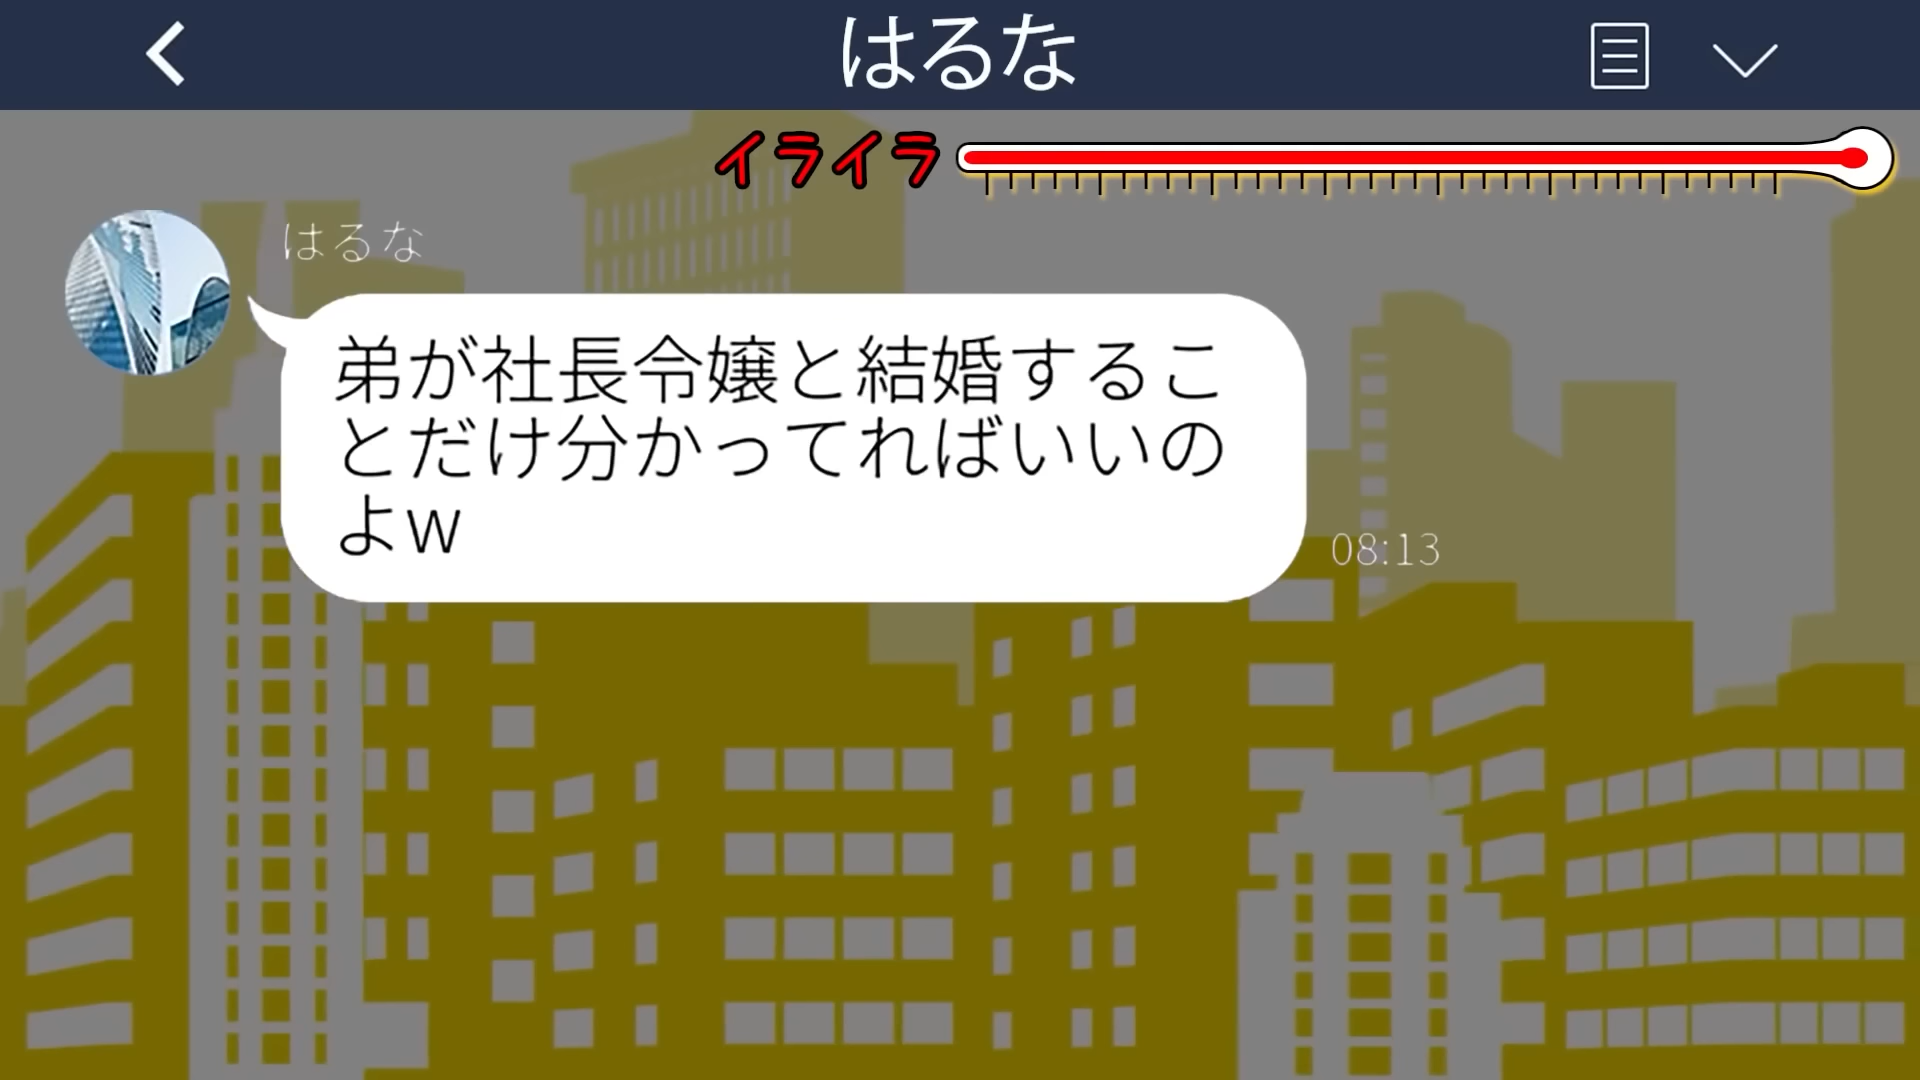 はるな
イライラ
はるな
弟が社長令嬢と結婚するこ
とだけ分かってればいいの
よw
08:13